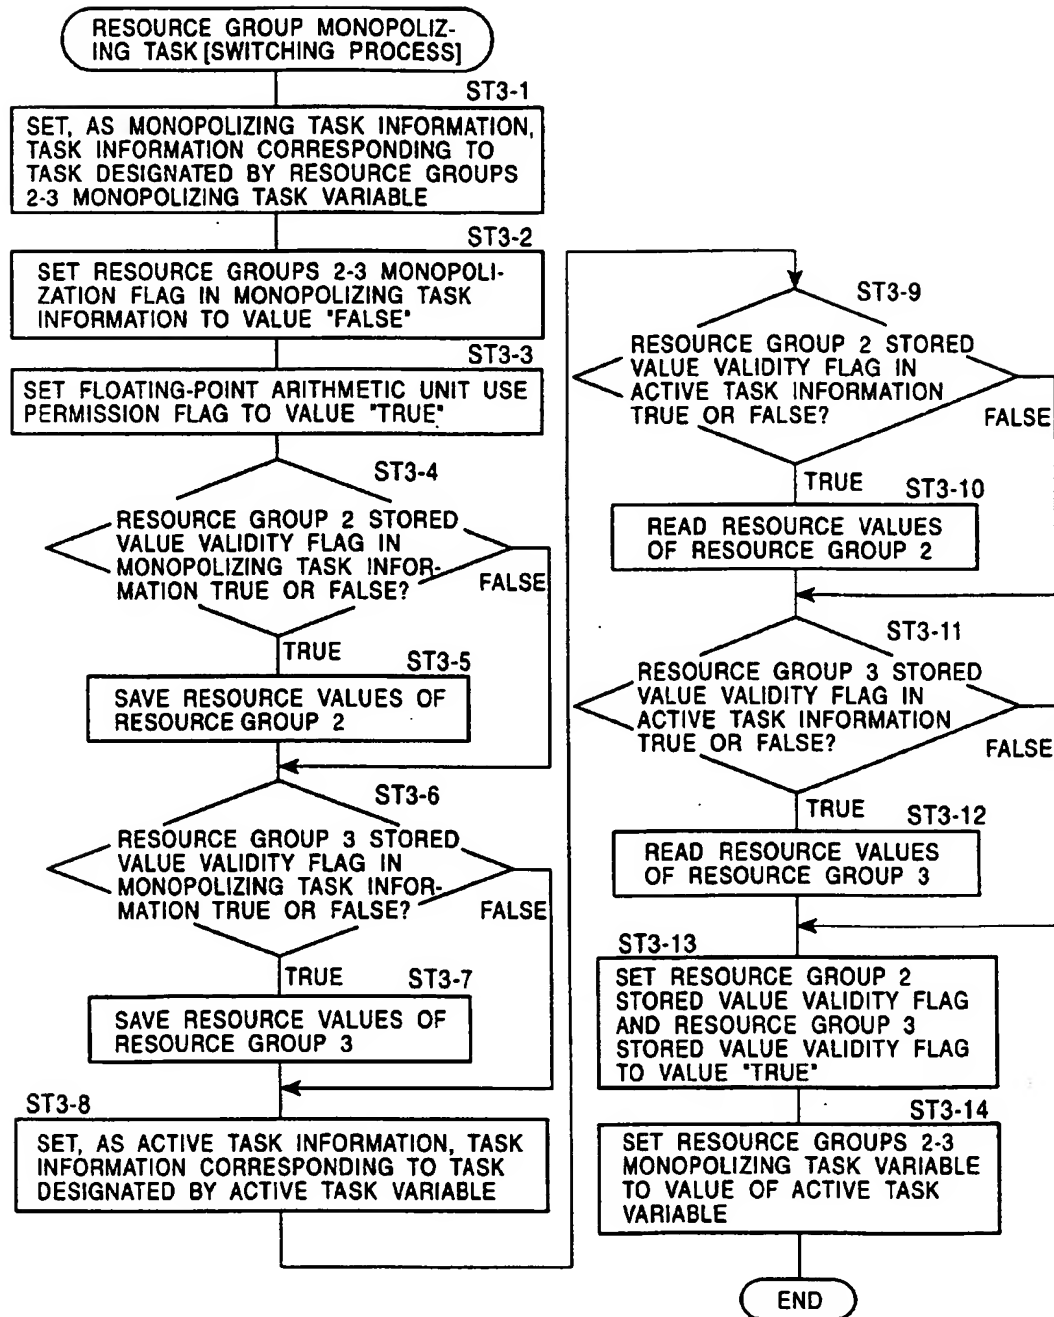 RESOURCE GROUP MONOPOLIZ-
ING TASK [SWITCHING PROCESS]
ST3-1
SET, AS MONOPOLIZING TASK INFORMATION,
TASK INFORMATION CORRESPONDING TO
TASK DESIGNATED BY RESOURCE GROUPS
2-3 MONOPOLIZING TASK VARIABLE
ST3-2
SET RESOURCE GROUPS 2-3 MONOPOLI-
ZATION FLAG IN MONOPOLIZING TASK
INFORMATION TO VALUE "FALSE"
ST3-3
SET FLOATING-POINT ARITHMETIC UNIT USE
PERMISSION FLAG TO VALUE "TRUE"
ST3-4
RESOURCE GROUP 2 STORED
VALUE VALIDITY FLAG IN
MONOPOLIZING TASK INFOR-
MATION TRUE OR FALSE?
FALSE
TRUE
ST3-5
SAVE RESOURCE VALUES OF
RESOURCE GROUP 2
ST3-6
RESOURCE GROUP 3 STORED
VALUE VALIDITY FLAG IN
MONOPOLIZING TASK INFOR-
MATION TRUE OR FALSE?
FALSE
TRUE
ST3-7
SAVE RESOURCE VALUES OF
RESOURCE GROUP 3
ST3-8
SET, AS ACTIVE TASK INFORMATION, TASK
INFORMATION CORRESPONDING TO TASK
DESIGNATED BY ACTIVE TASK VARIABLE
ST3-9
RESOURCE GROUP 2 STORED
VALUE VALIDITY FLAG IN
ACTIVE TASK INFORMATION
TRUE OR FALSE?
FALSE
TRUE
ST3-10
READ RESOURCE VALUES
OF RESOURCE GROUP 2
ST3-11
RESOURCE GROUP 3 STORED
VALUE VALIDITY FLAG IN
ACTIVE TASK INFORMATION
TRUE OR FALSE?
FALSE
TRUE
ST3-12
READ RESOURCE VALUES
OF RESOURCE GROUP 3
ST3-13
SET RESOURCE GROUP 2
STORED VALUE VALIDITY FLAG
AND RESOURCE GROUP 3
STORED VALUE VALIDITY FLAG
TO VALUE "TRUE"
ST3-14
SET RESOURCE GROUPS 2-3
MONOPOLIZING TASK VARIABLE
TO VALUE OF ACTIVE TASK
VARIABLE
END